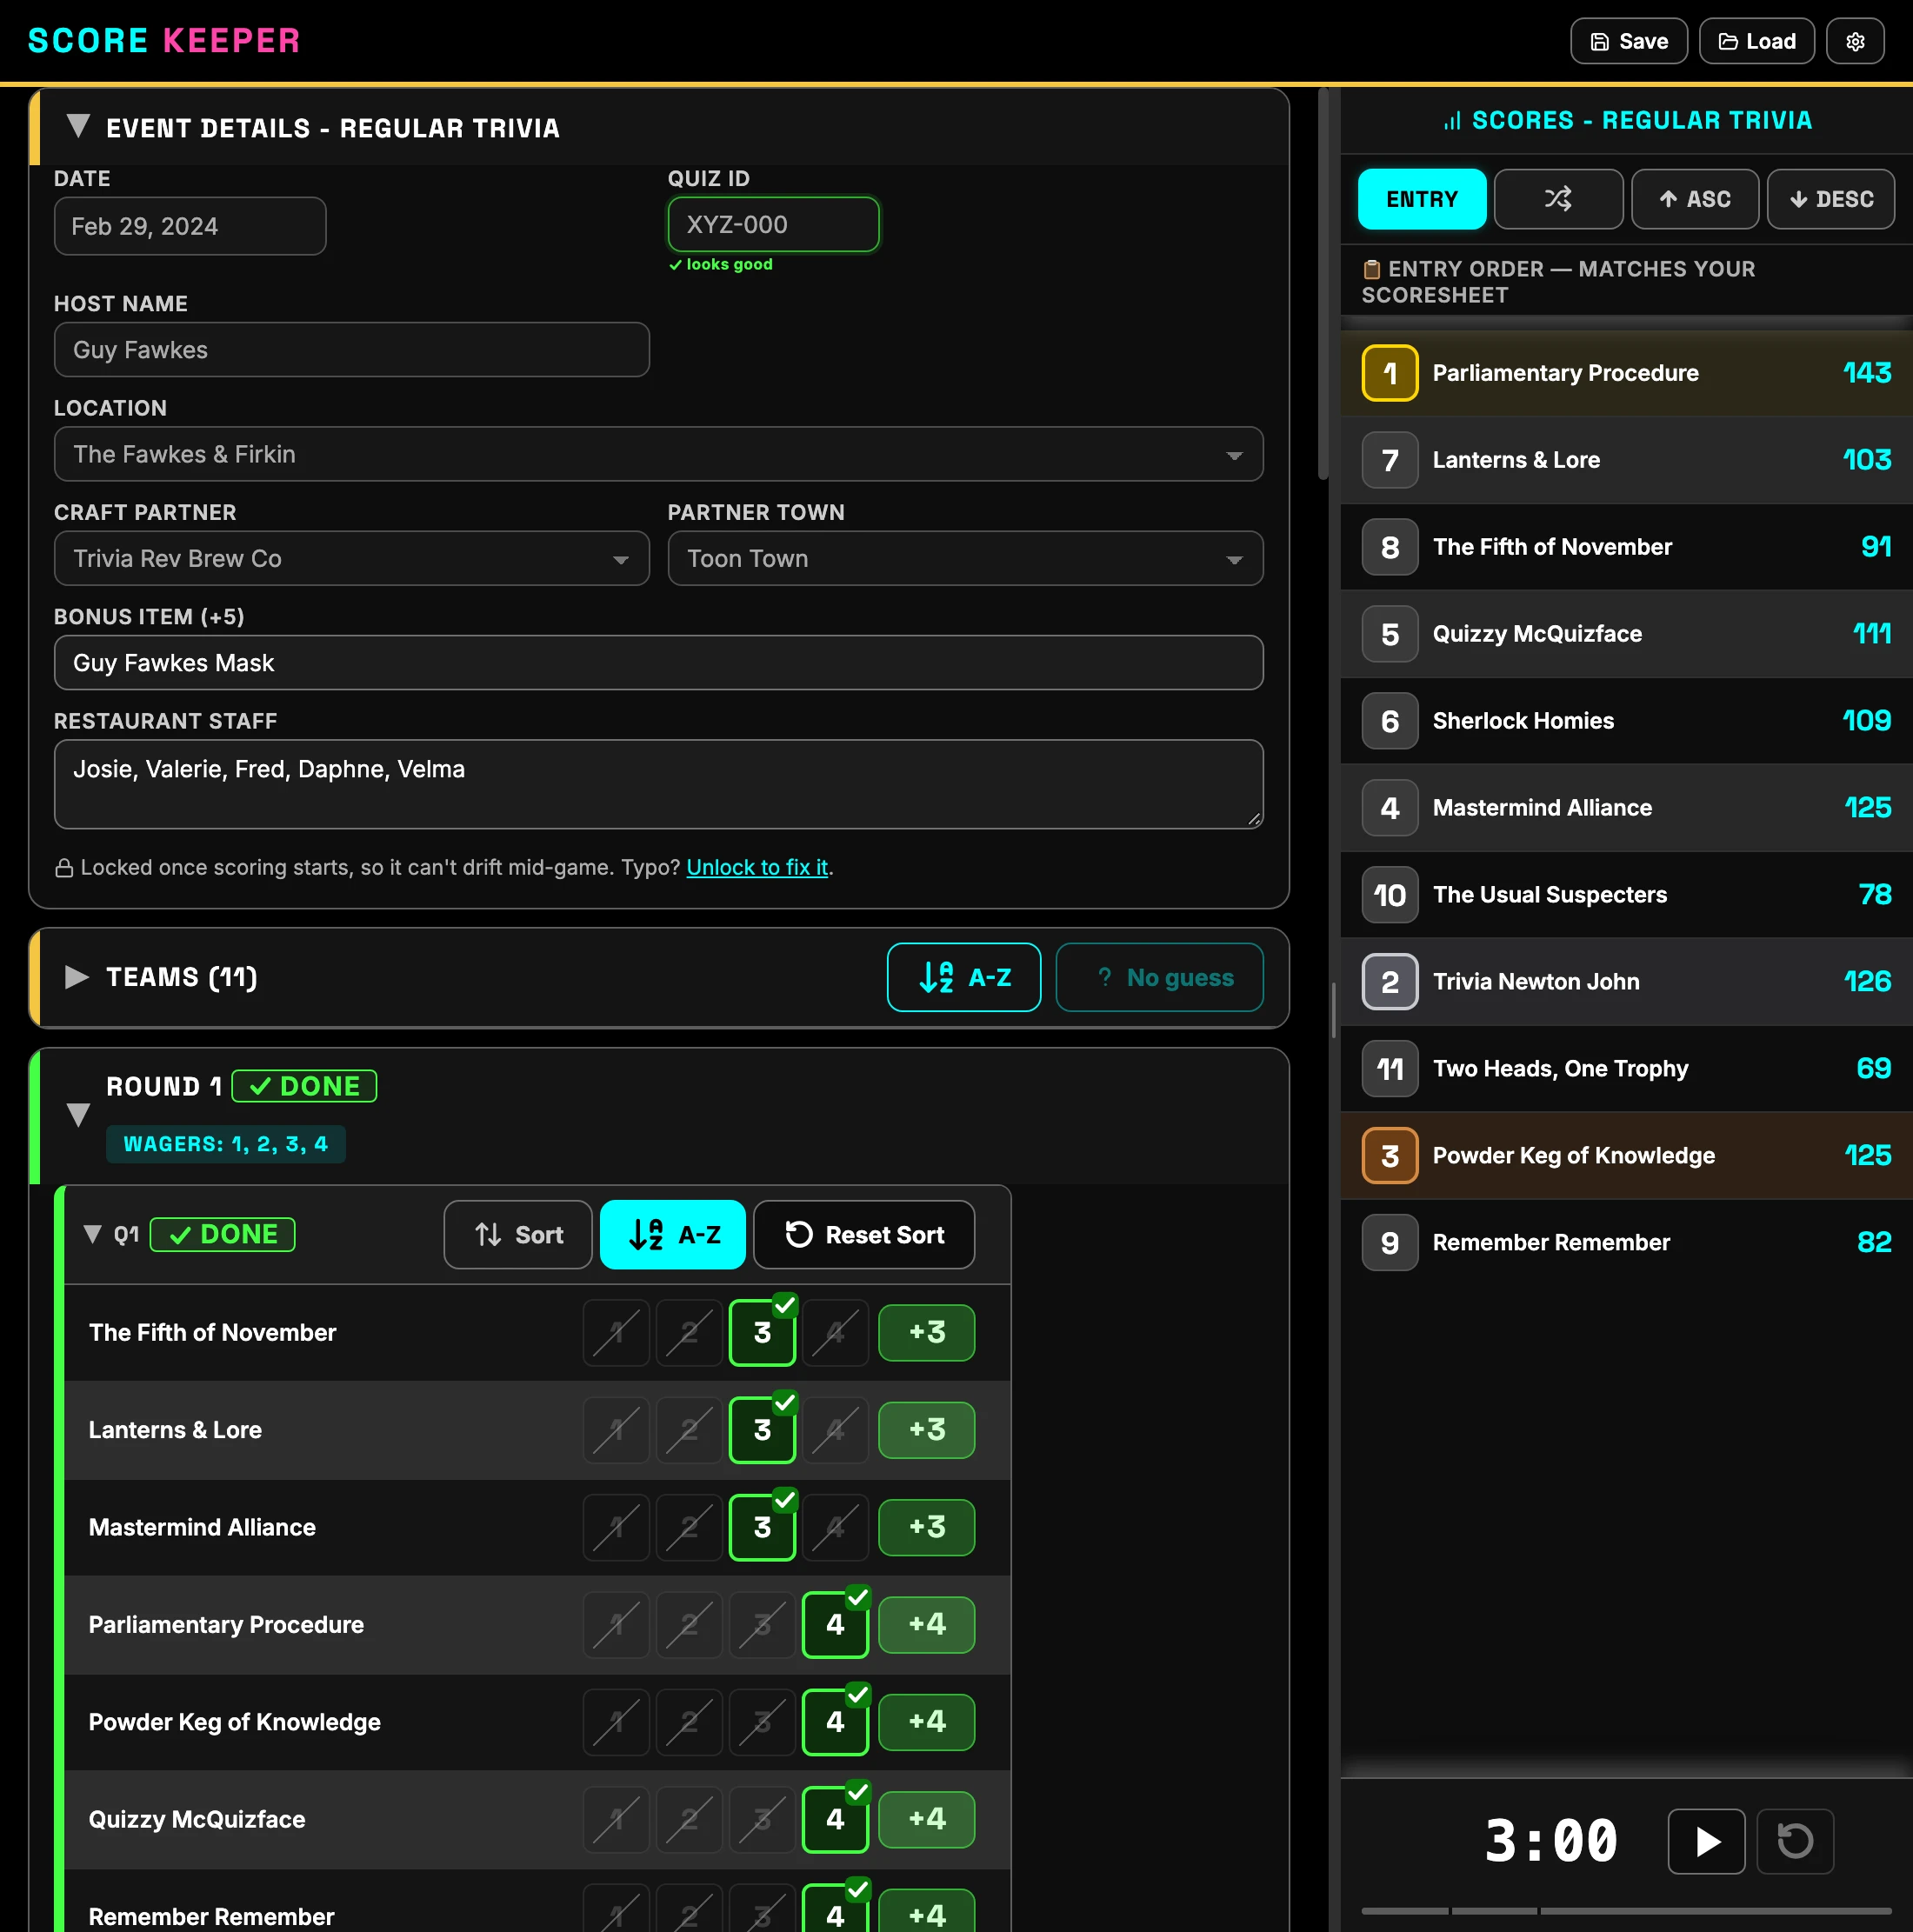 SCORE KEEPER
Save
Load
EVENT DETAILS - REGULAR TRIVIA
DATE
Feb 29, 2024
QUIZ ID
XYZ-000
looks good
HOST NAME
Guy Fawkes
LOCATION
The Fawkes & Firkin
CRAFT PARTNER
Trivia Rev Brew Co
PARTNER TOWN
Toon Town
BONUS ITEM (+5)
Guy Fawkes Mask
RESTAURANT STAFF
Josie, Valerie, Fred, Daphne, Velma
Locked once scoring starts, so it can't drift mid-game. Typo? Unlock to fix it.
TEAMS (11)
A-Z
? No guess
ROUND 1 ✓ DONE
WAGERS: 1, 2, 3, 4
Q1 ✓ DONE
Sort
A-Z
Reset Sort
The Fifth of November 1 2 3 4 +3
Lanterns & Lore 1 2 3 4 +3
Mastermind Alliance 1 2 3 4 +3
Parliamentary Procedure 1 2 3 4 +4
Powder Keg of Knowledge 1 2 3 4 +4
Quizzy McQuizface 1 2 3 4 +4
Remember Remember 1 2 3 4 +4
SCORES - REGULAR TRIVIA
ENTRY
↑ ASC
↓ DESC
ENTRY ORDER — MATCHES YOUR
SCORESHEET
1 Parliamentary Procedure 143
7 Lanterns & Lore 103
8 The Fifth of November 91
5 Quizzy McQuizface 111
6 Sherlock Homies 109
4 Mastermind Alliance 125
10 The Usual Suspecters 78
2 Trivia Newton John 126
11 Two Heads, One Trophy 69
3 Powder Keg of Knowledge 125
9 Remember Remember 82
3:00